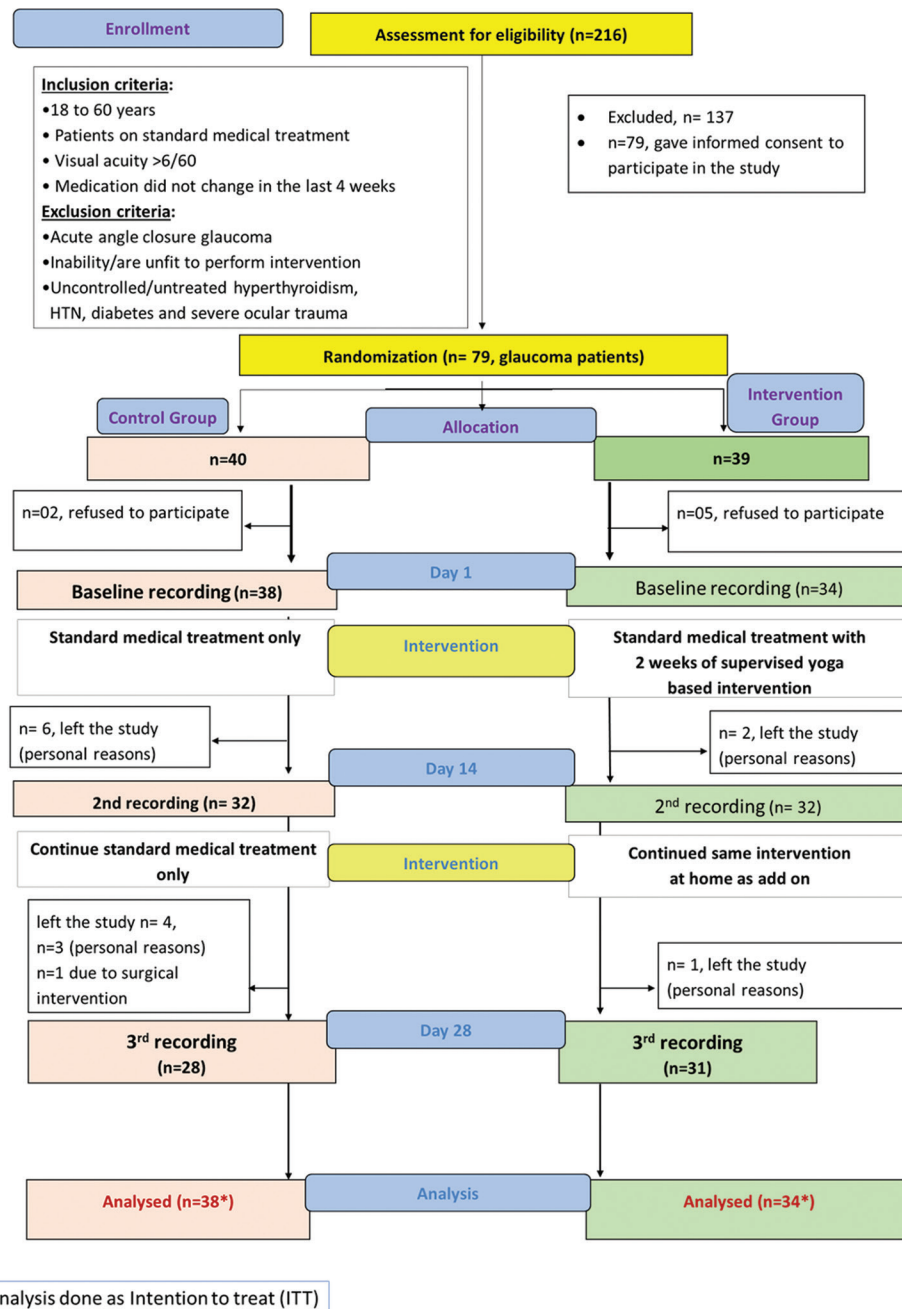 Enrollment
Assessment for eligibility (n=216)
Inclusion criteria:
•18 to 60 years
• Patients on standard medical treatment
• Visual acuity >6/60
• Medication did not change in the last 4 weeks
Exclusion criteria:
•Acute angle closure glaucoma
•Inability/are unfit to perform intervention
•Uncontrolled/untreated hyperthyroidism,
HTN, diabetes and severe ocular trauma
• Excluded, n= 137
• n=79, gave informed consent to
participate in the study
Randomization (n= 79, glaucoma patients)
Control Group
Allocation
Intervention
Group
n=40
n=39
n=02, refused to participate
n=05, refused to participate
Day 1
Baseline recording (n=38)
Baseline recording (n=34)
Standard medical treatment only
Intervention
Standard medical treatment with
2 weeks of supervised yoga
based intervention
n= 6, left the study
(personal reasons)
n= 2, left the study
(personal reasons)
Day 14
2nd recording (n= 32)
2nd recording (n= 32)
Continue standard medical treatment
only
Intervention
Continued same intervention
at home as add on
left the study n= 4,
n=3 (personal reasons)
n=1 due to surgical
intervention
n= 1, left the study
(personal reasons)
Day 28
3rd recording
(n=28)
3rd recording
(n=31)
Analysed (n=38*)
Analysis
Analysed (n=34*)
nalysis done as Intention to treat (ITT)